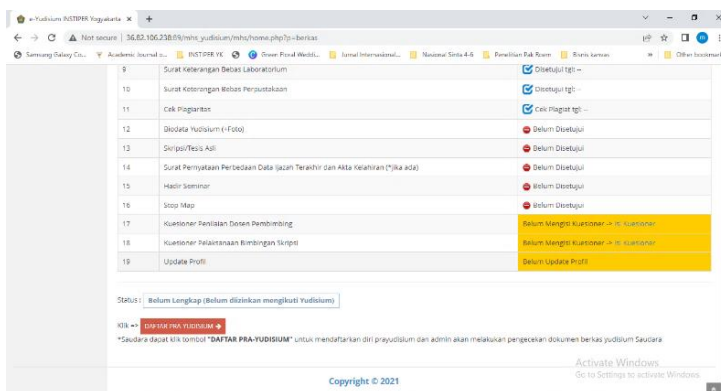 e-Yudisium INSTIPER Yogyakarta
Not secure | 36.82.106.238:69/mhs_yudisium/mhs/home.php?p=berkas
Samsung Galaxy Co... Academic Journal o... INSTIPER YK Green Floral Weddi... Jurnal Internasional... Nasional Sinta 4-6 Penelitian Pak Roem Bisnis kanvas » Other bookmark
9 Surat Keterangan Bebas Laboratorium Disetujui tgl: --
10 Surat Keterangan Bebas Perpustakaan Disetujui tgl: --
11 Cek Plagiaritas Cek Plagiat tgl: --
12 Biodata Yudisium (+Foto) Belum Disetujui
13 Skripsi/Tesis Asli Belum Disetujui
14 Surat Pernyataan Perbedaan Data Ijazah Terakhir dan Akta Kelahiran (*jika ada) Belum Disetujui
15 Hadir Seminar Belum Disetujui
16 Stop Map Belum Disetujui
17 Kuesioner Penilaian Dosen Pembimbing Belum Mengisi Kuesioner -> Isi Kuesioner
18 Kuesioner Pelaksanaan Bimbingan Skripsi Belum Mengisi Kuesioner -> Isi Kuesioner
19 Update Profil Belum Update Profil
Status : Belum Lengkap (Belum diizinkan mengikuti Yudisium)
Klik => DAFTAR PRA YUDISIUM
*Saudara dapat klik tombol "DAFTAR PRA-YUDISIUM" untuk mendaftarkan diri prayudisium dan admin akan melakukan pengecekan dokumen berkas yudisium Saudara
Activate Windows
Go to Settings to activate Windows.
Copyright © 2021